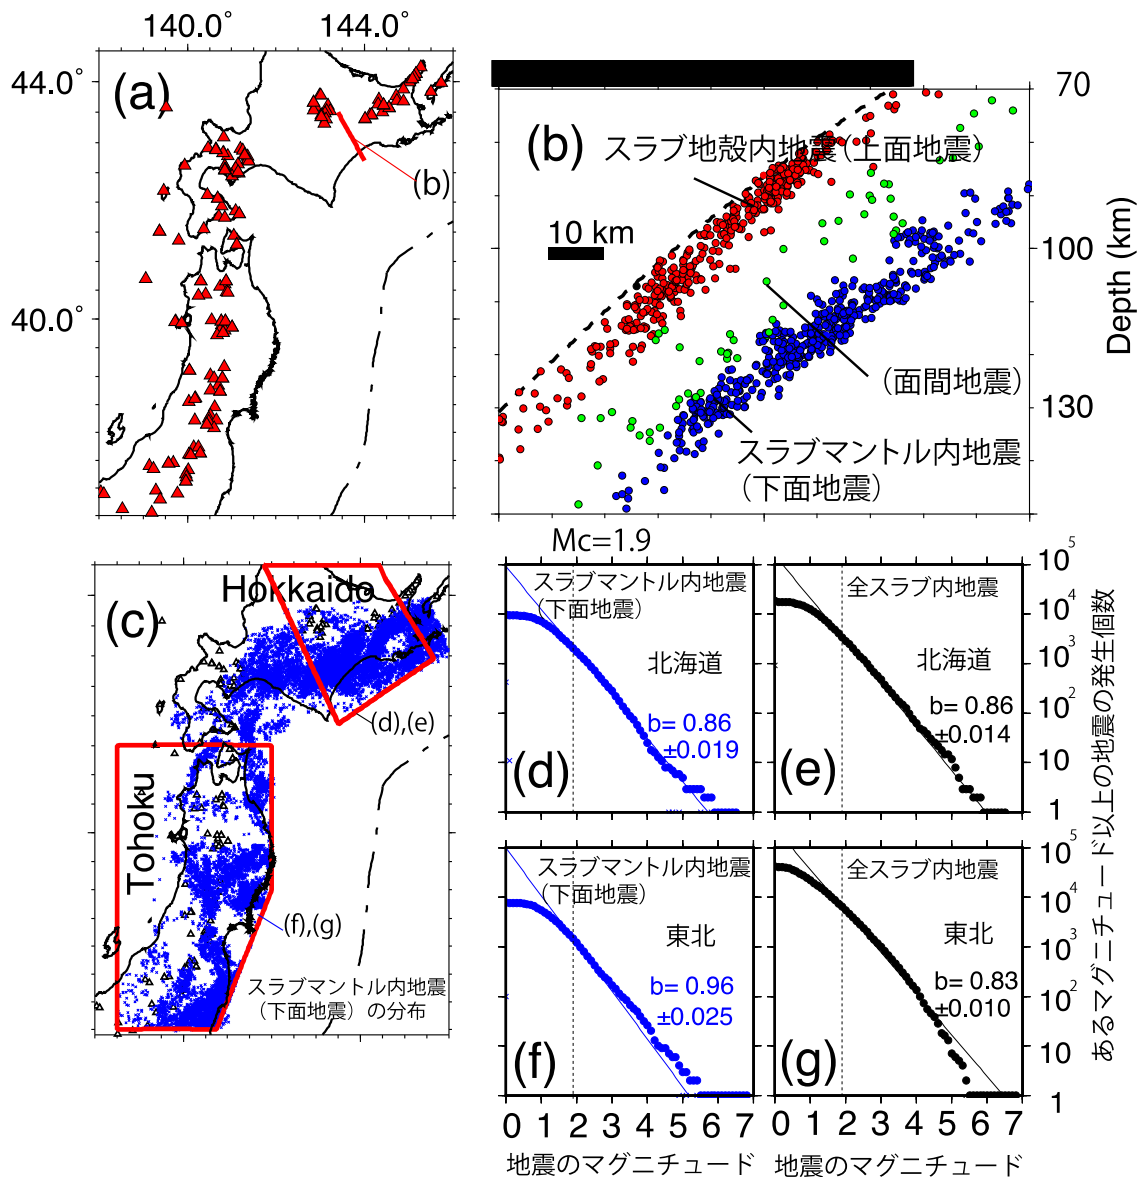 140.0°
144.0°
44.0°
40.0°
(a)
(b)
(b)
スラブ地殻内地震（上面地震）
10 km
（面間地震）
スラブマントル内地震
（下面地震）
70
100
130
Depth (km)
(c)
Hokkaido
(d),(e)
Tohoku
(f),(g)
スラブマントル内地震
（下面地震）の分布
Mc=1.9
スラブマントル内地震
（下面地震）
北海道
b= 0.86
±0.019
(d)
全スラブ内地震
北海道
b= 0.86
±0.014
(e)
10⁵
10⁴
10³
10²
10
1
スラブマントル内地震
（下面地震）
東北
b= 0.96
±0.025
(f)
全スラブ内地震
東北
b= 0.83
±0.010
(g)
10⁵
10⁴
10³
10²
10
1
あるマグニチュード以上の地震の発生個数
0 1 2 3 4 5 6 7
0 1 2 3 4 5 6 7
地震のマグニチュード
地震のマグニチュード